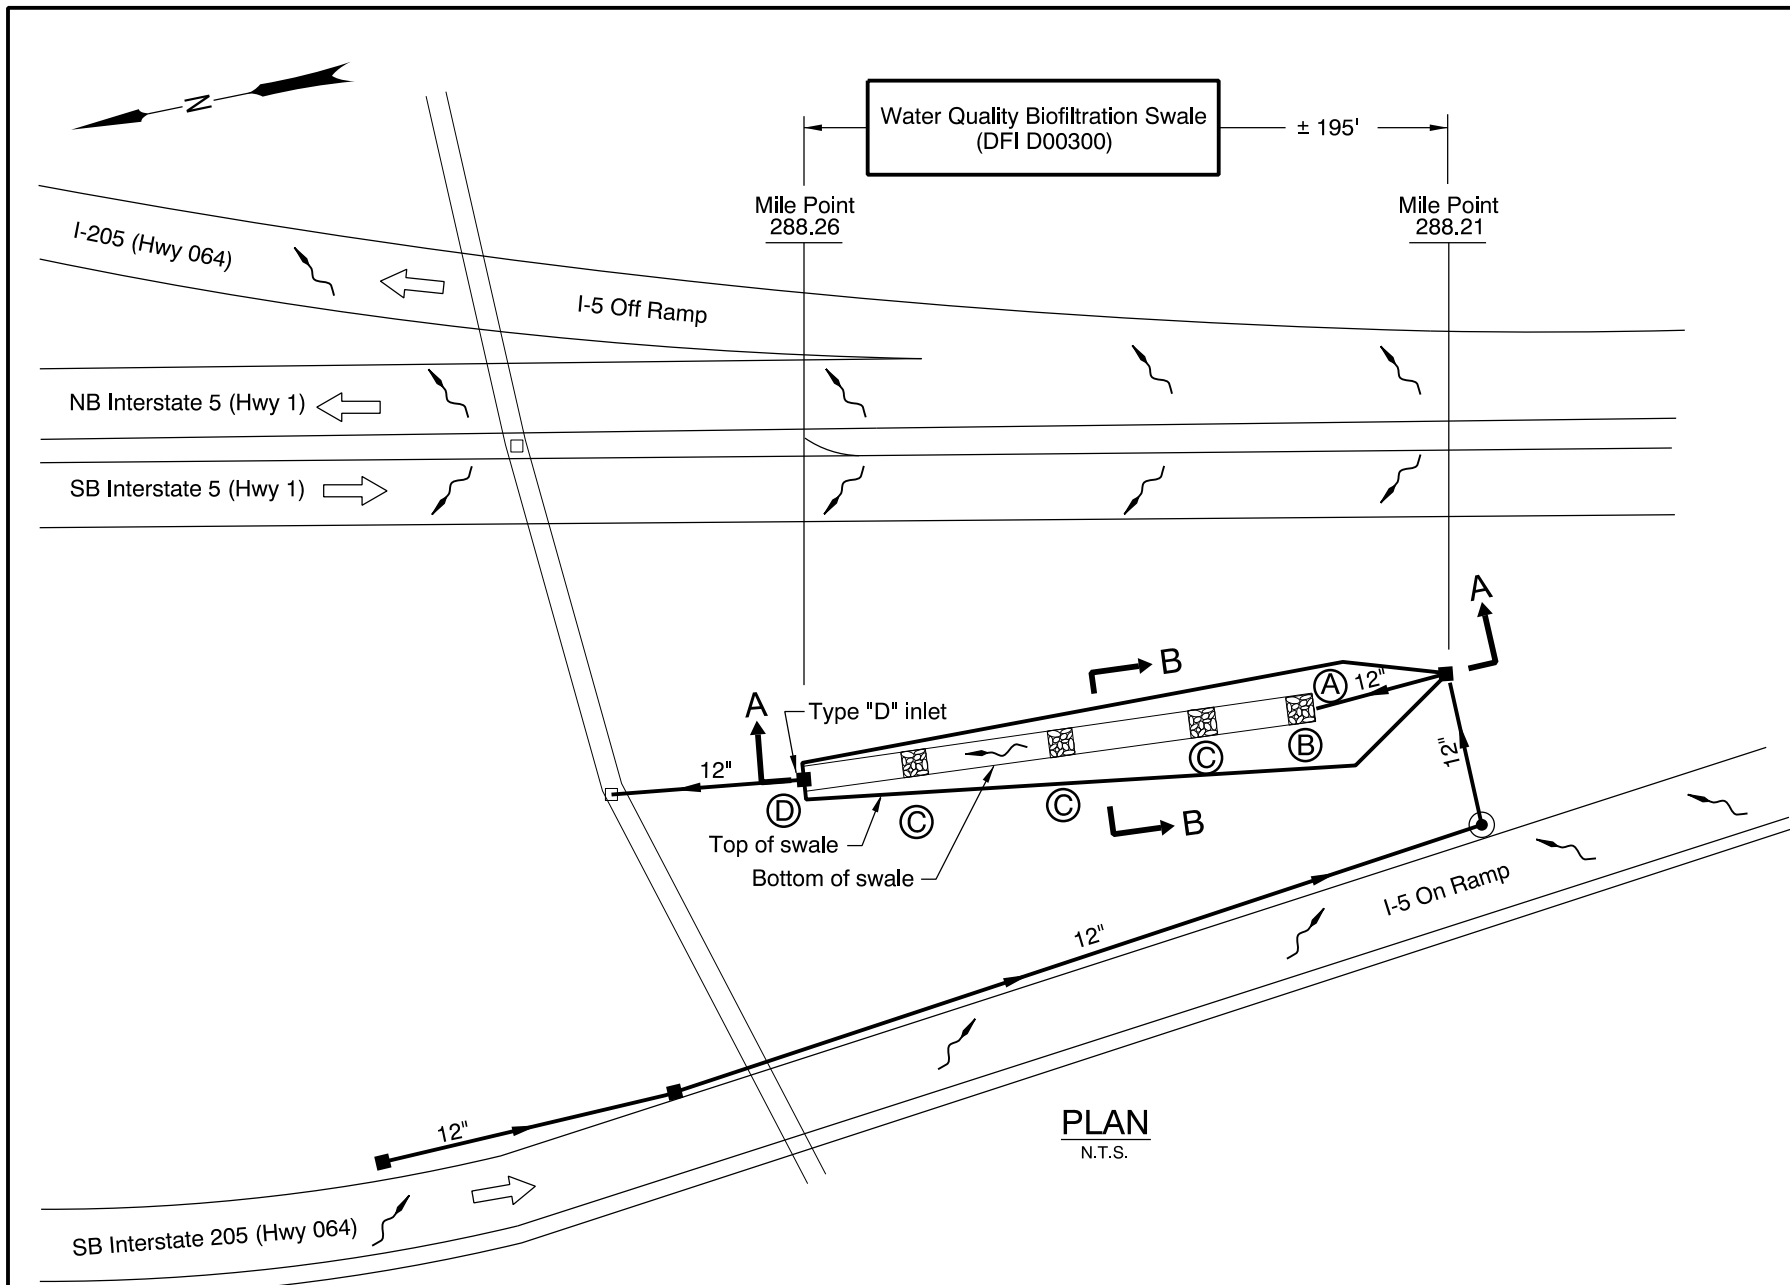 N
Water Quality Biofiltration Swale
(DFI D00300)
± 195'
Mile Point
288.26
Mile Point
288.21
I-205 (Hwy 064)
I-5 Off Ramp
NB Interstate 5 (Hwy 1)
SB Interstate 5 (Hwy 1)
A
B
A
12"
A
Type "D" inlet
C
B
12"
12"
D
C
C
B
Top of swale
Bottom of swale
I-5 On Ramp
12"
12"
PLAN
N.T.S.
SB Interstate 205 (Hwy 064)